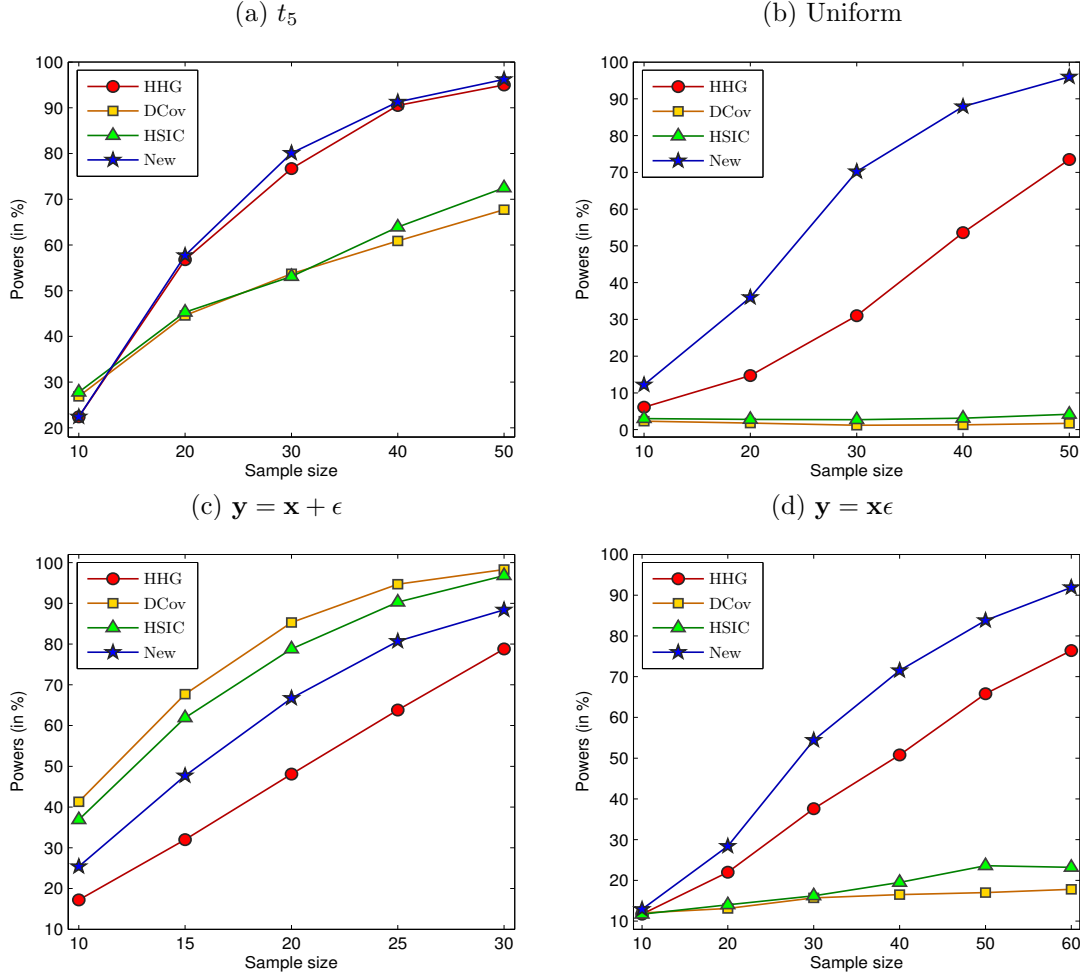 (a) t₅
100
90
80
70
60
50
40
30
20
Powers (in %)
HHG
DCov
HSIC
New
10 20 30 40 50
Sample size
(b) Uniform
100
90
80
70
60
50
40
30
20
10
0
Powers (in %)
HHG
DCov
HSIC
New
10 20 30 40 50
Sample size
(c) y = x + ϵ
100
90
80
70
60
50
40
30
20
10
Powers (in %)
HHG
DCov
HSIC
New
10 15 20 25 30
Sample size
(d) y = xϵ
100
90
80
70
60
50
40
30
20
10
Powers (in %)
HHG
DCov
HSIC
New
10 20 30 40 50 60
Sample size